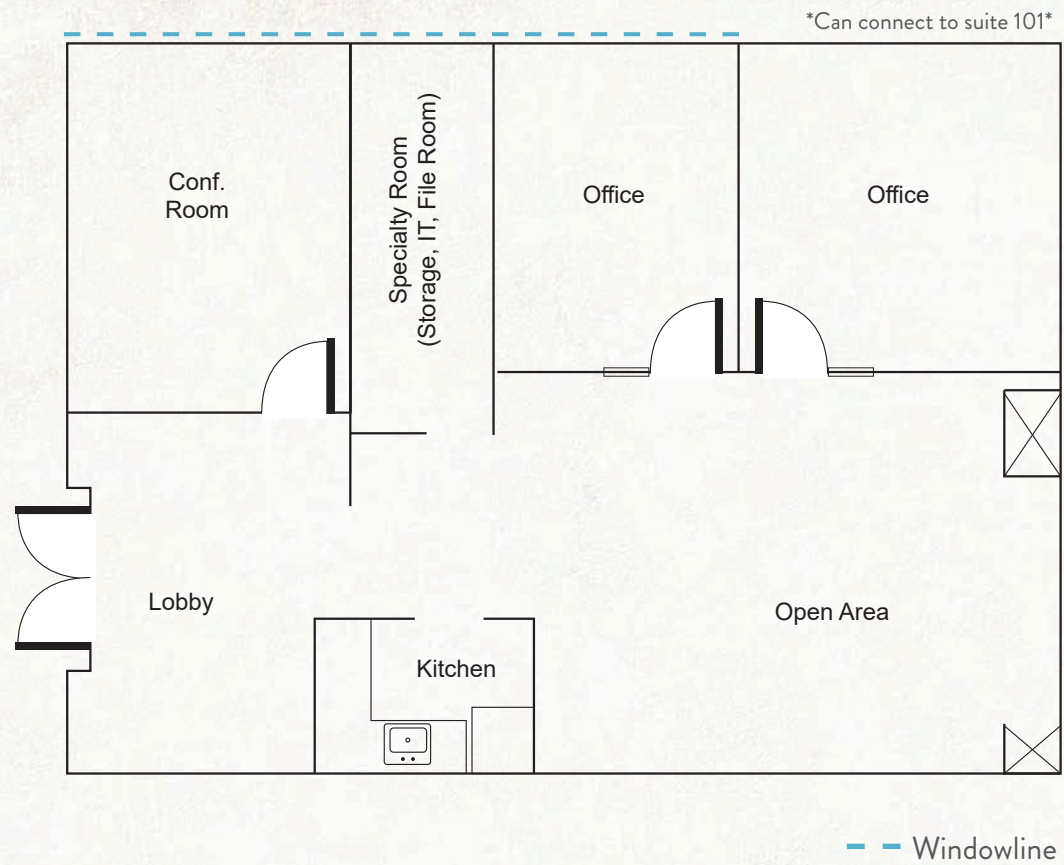 *Can connect to suite 101*
Conf.
Room
Specialty Room
(Storage, IT, File Room)
Office
Office
Lobby
Kitchen
Open Area
Windowline